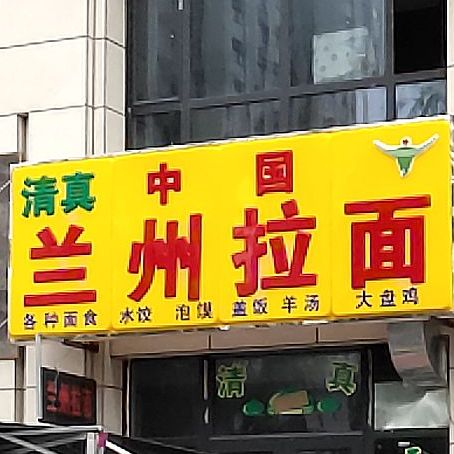 清真
中国
兰州拉面
各种面食 水饺 泡馍 盖饭 羊汤 大盘鸡
清真